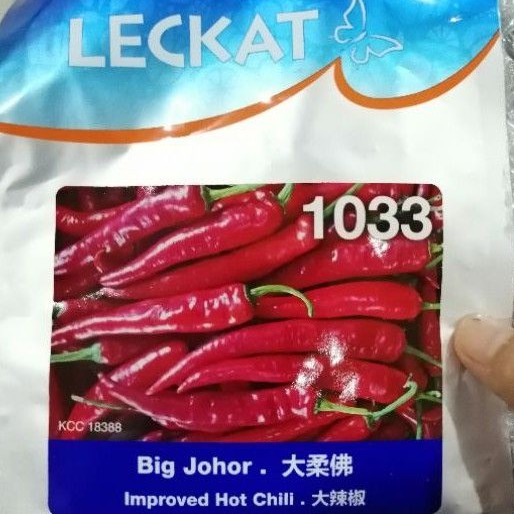 LECKAT
1033
KCC 18388
Big Johor . 大柔佛
Improved Hot Chili . 大辣椒